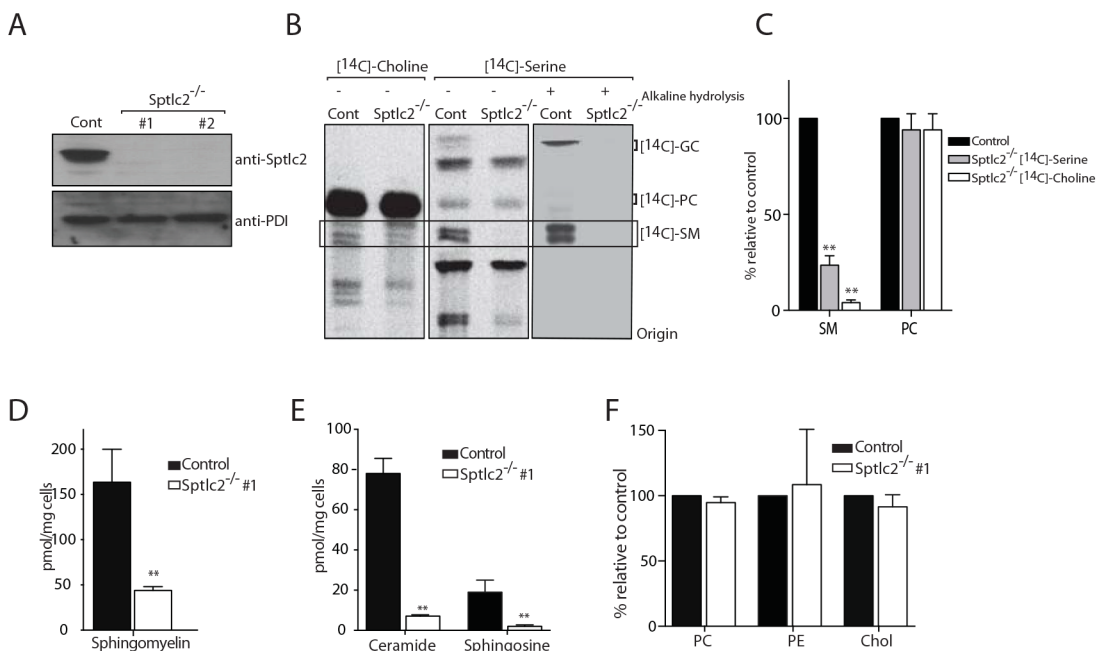 A
Sptlc2-/-
Cont #1 #2
anti-Sptlc2
anti-PDI
B
[14C]-Choline [14C]-Serine
- - - - + + Alkaline hydrolysis
Cont Sptlc2-/- Cont Sptlc2-/- Cont Sptlc2-/-
[14C]-GC
[14C]-PC
[14C]-SM
Origin
C
% relative to control
100
50
0
SM PC
** **
Control
Sptlc2-/- [14C]-Serine
Sptlc2-/- [14C]-Choline
D
pmol/mg cells
200
150
100
50
0
**
Sphingomyelin
Control
Sptlc2-/- #1
E
pmol/mg cells
100
80
60
40
20
0
** **
Ceramide Sphingosine
Control
Sptlc2-/- #1
F
% relative to control
150
100
50
0
PC PE Chol
Control
Sptlc2-/- #1